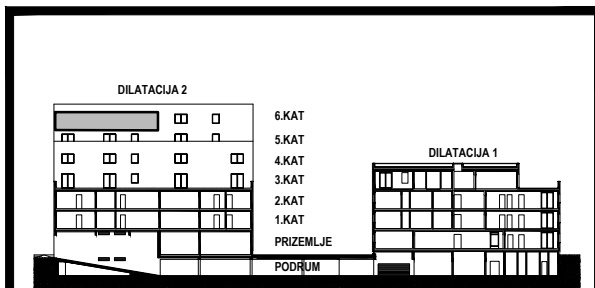 DILATACIJA 2
6.KAT
5.KAT
DILATACIJA 1
4.KAT
3.KAT
2.KAT
1.KAT
PRIZEMLJE
PODRUM